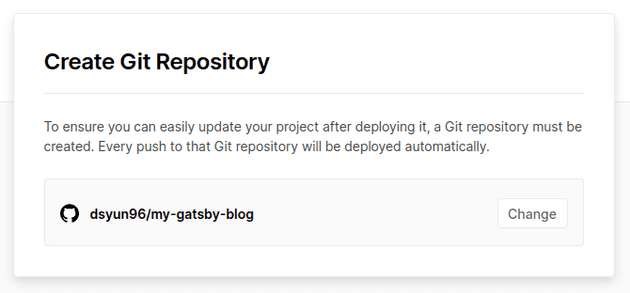 Create Git Repository
To ensure you can easily update your project after deploying it, a Git repository must be
created. Every push to that Git repository will be deployed automatically.
dsyun96/my-gatsby-blog
Change